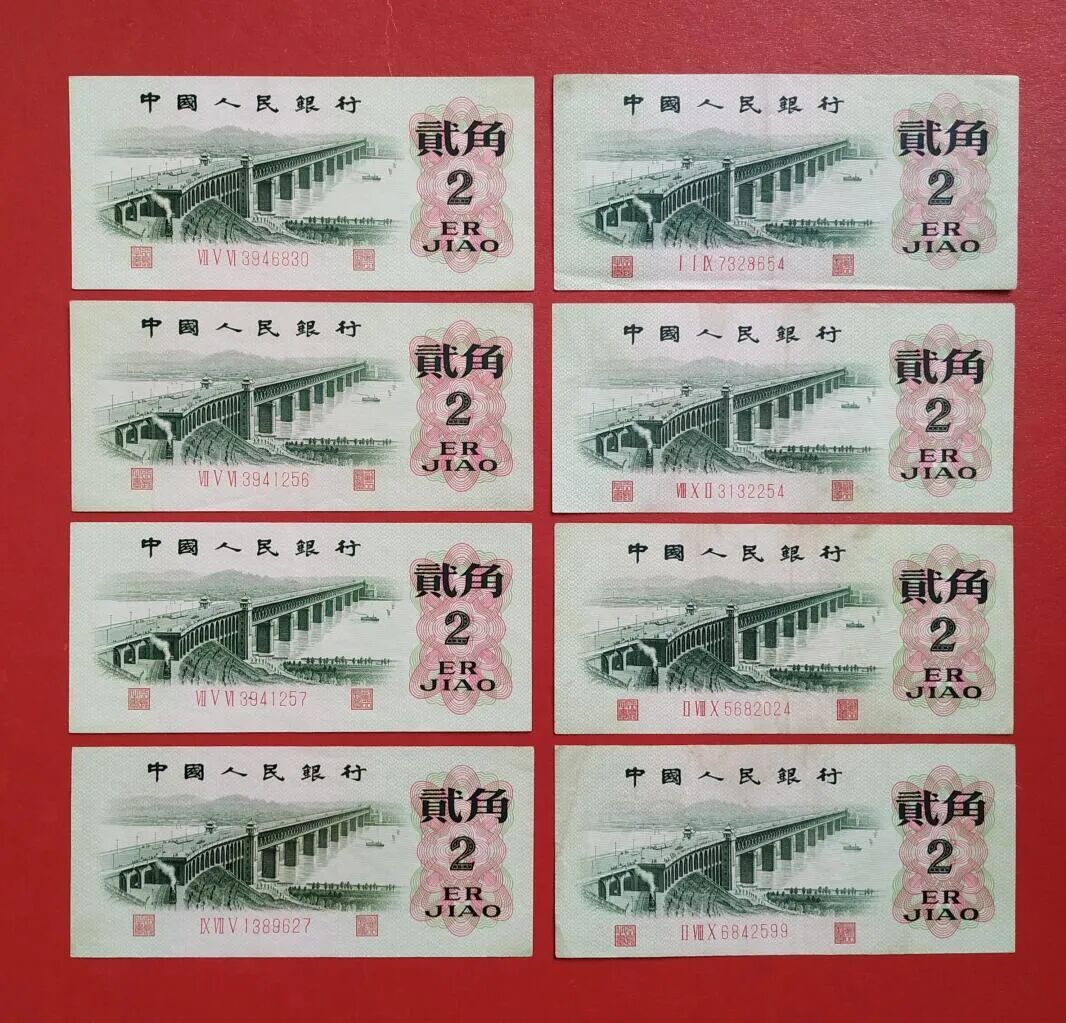 中國人民銀行
貳角
2
ER
JIAO
Ⅶ Ⅴ Ⅵ 3946830
中國人民銀行
貳角
2
ER
JIAO
Ⅰ Ⅰ Ⅸ 7328654
中國人民銀行
貳角
2
ER
JIAO
Ⅶ Ⅴ Ⅵ 3941256
中國人民銀行
貳角
2
ER
JIAO
Ⅷ Ⅹ Ⅱ 3132254
中國人民銀行
貳角
2
ER
JIAO
Ⅶ Ⅴ Ⅵ 3941257
中國人民銀行
貳角
2
ER
JIAO
Ⅱ Ⅷ Ⅹ 5682024
中國人民銀行
貳角
2
ER
JIAO
Ⅸ Ⅶ Ⅴ 1389627
中國人民銀行
貳角
2
ER
JIAO
Ⅱ Ⅷ Ⅹ 6842599